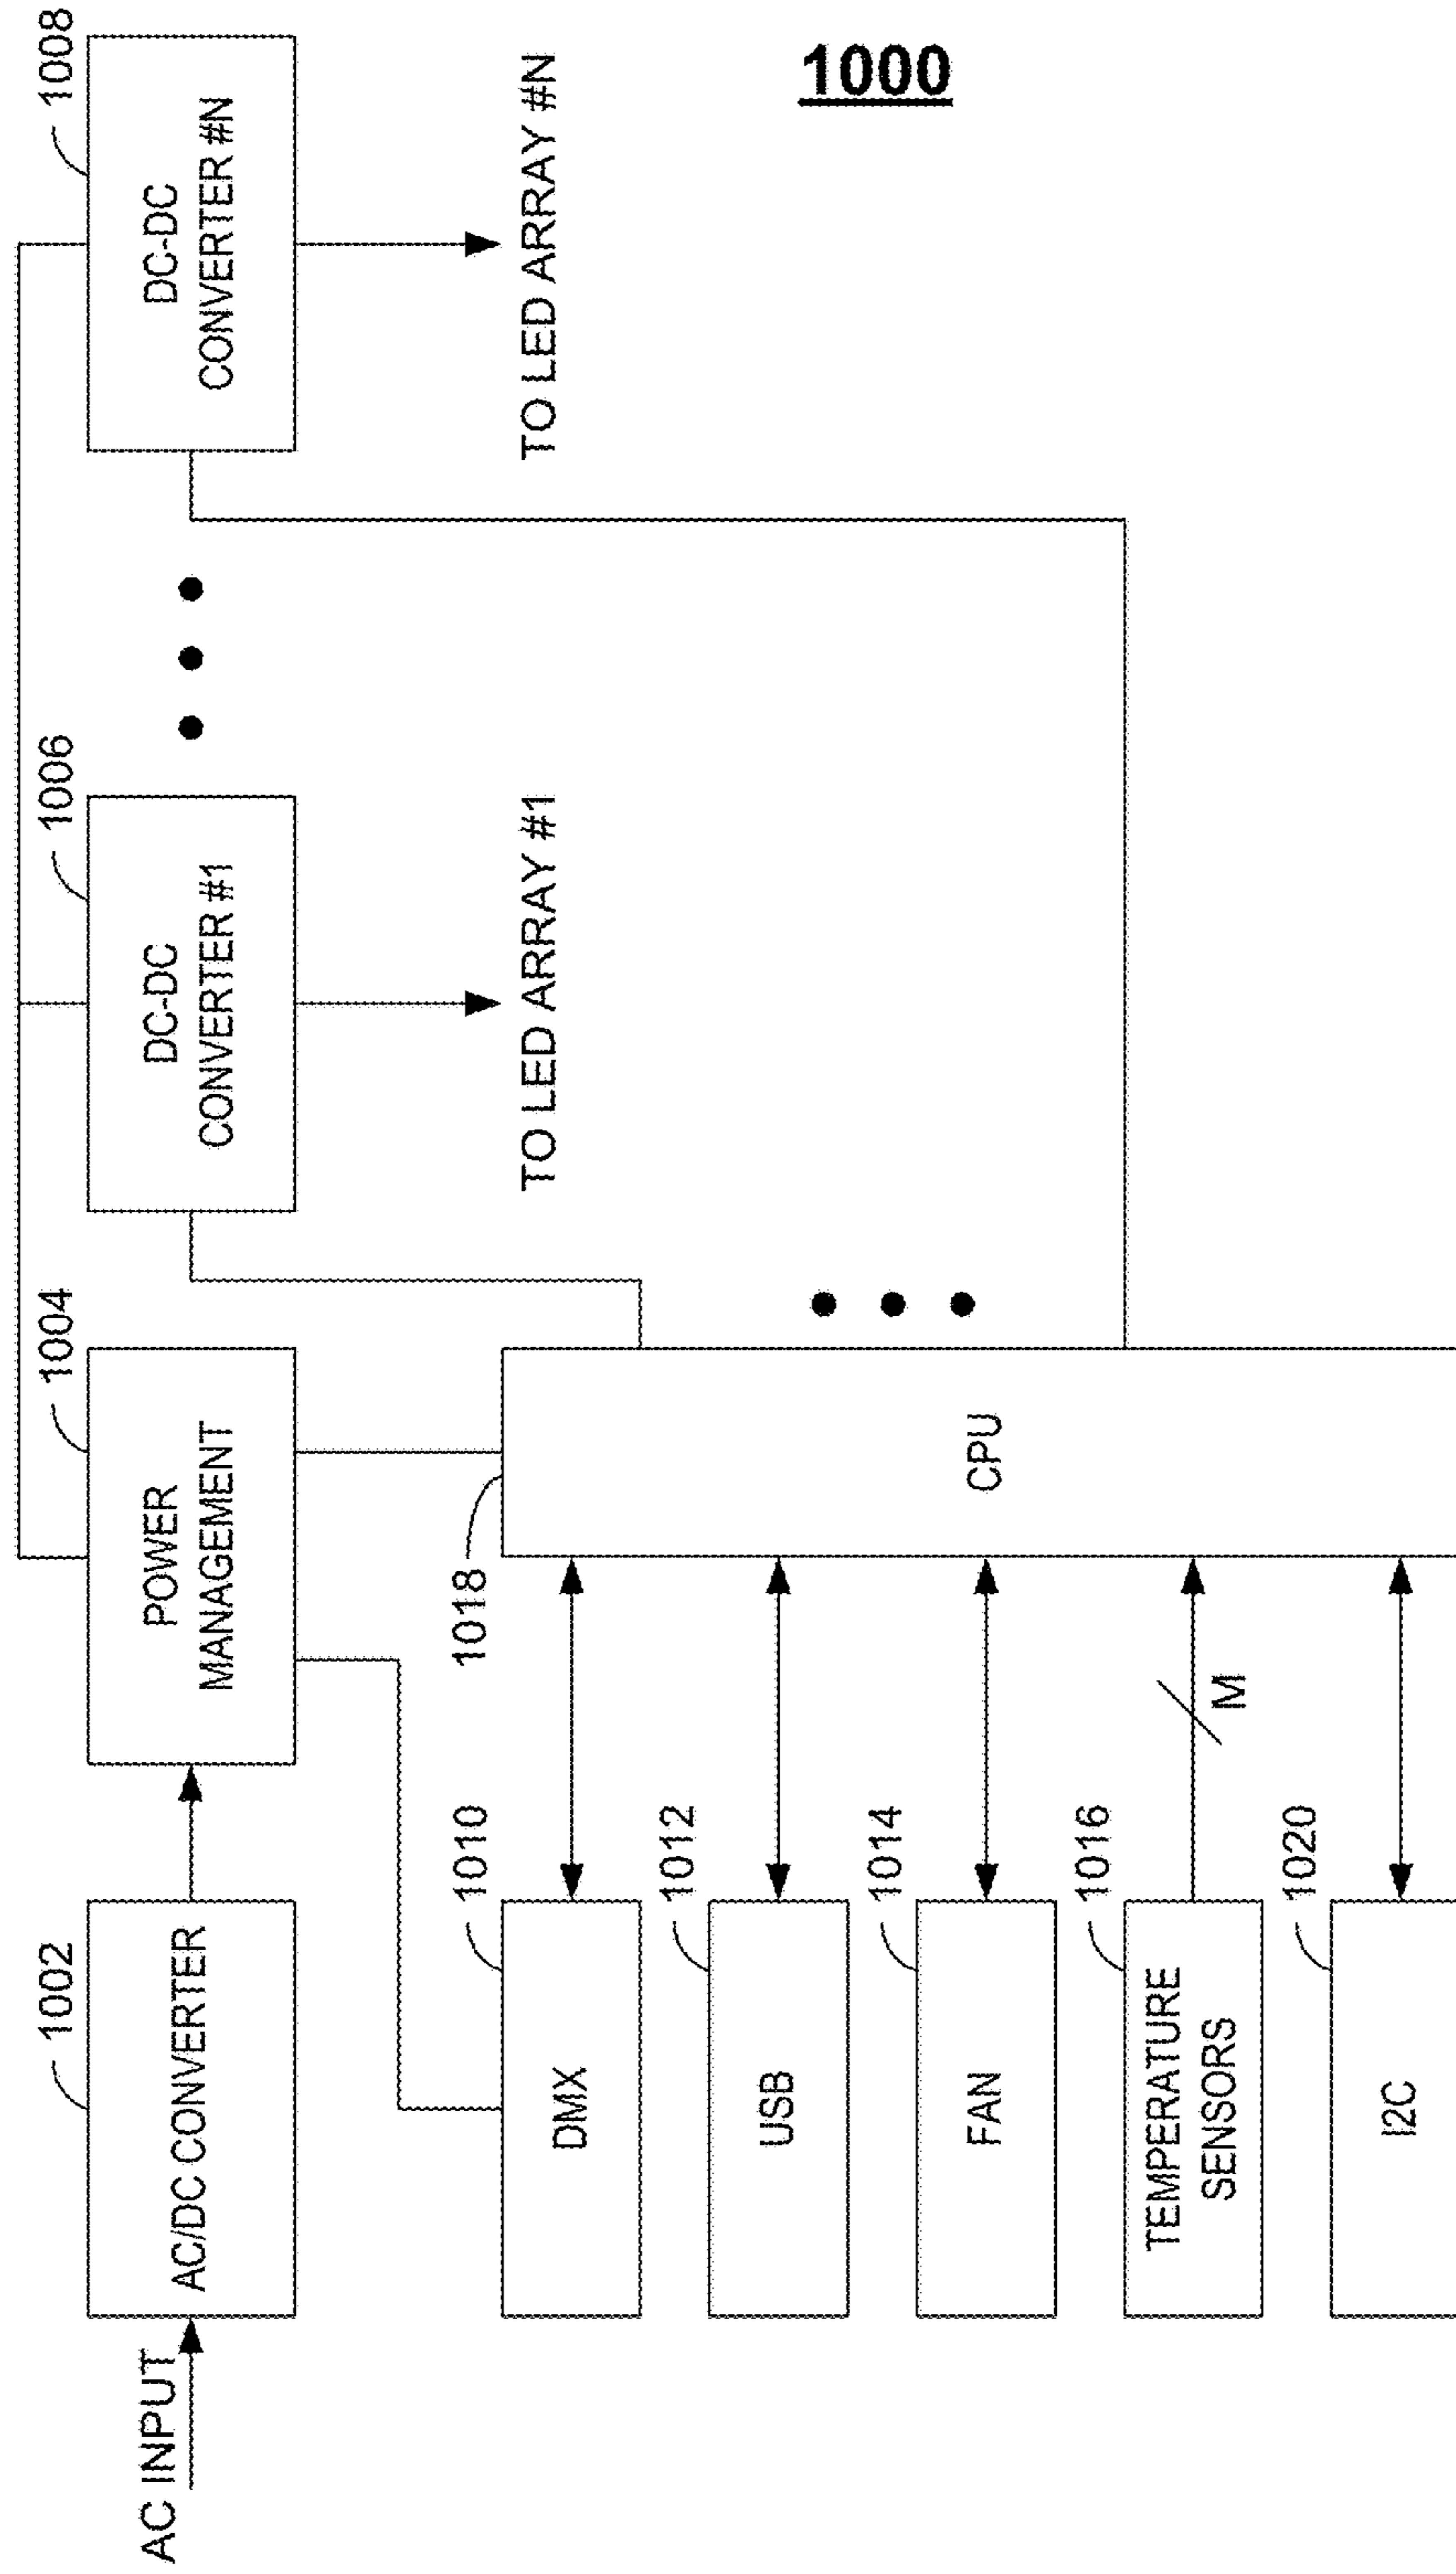 1002
1004
1006
1008
AC INPUT
AC/DC CONVERTER
POWER
MANAGEMENT
DC-DC
CONVERTER #1
DC-DC
CONVERTER #N
1010
DMX
1018
CPU
TO LED ARRAY #1
TO LED ARRAY #N
1012
USB
1014
FAN
1000
1016
TEMPERATURE
SENSORS
M
1020
I2C